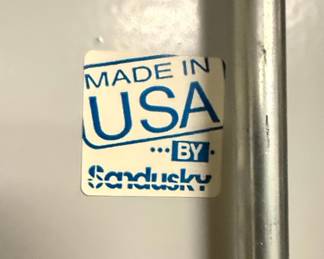 MADE IN
USA
••• BY •
Sandusky